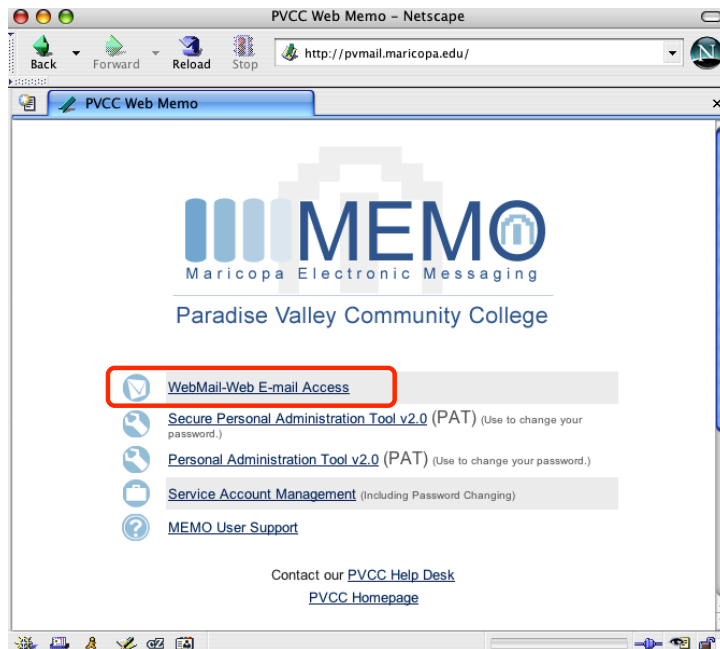 PVCC Web Memo – Netscape
Back Forward Reload Stop http://pvmail.maricopa.edu/ N
PVCC Web Memo
MEMO
Maricopa Electronic Messaging
Paradise Valley Community College
WebMail-Web E-mail Access
Secure Personal Administration Tool v2.0 (PAT) (Use to change your
password.)
Personal Administration Tool v2.0 (PAT) (Use to change your password.)
Service Account Management (Including Password Changing)
MEMO User Support
Contact our PVCC Help Desk
PVCC Homepage